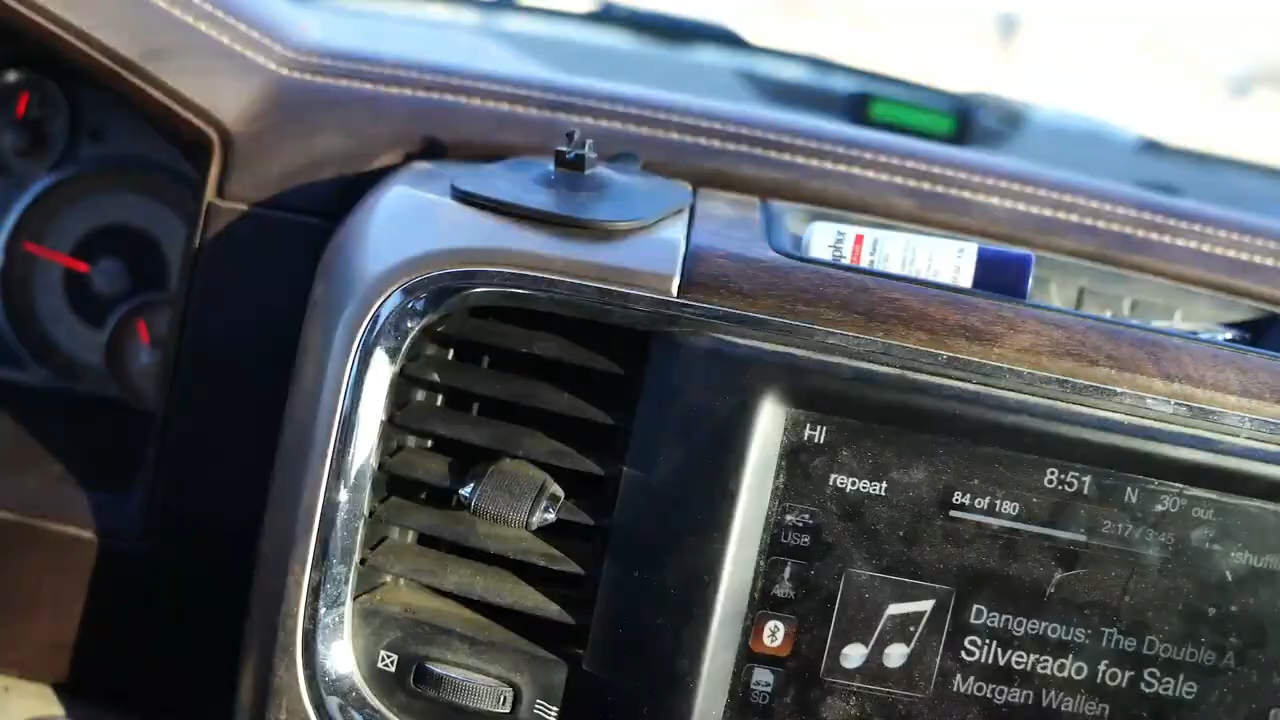 HI
8:51
N
30° out.
repeat
84 of 180
2:17 / 3:45
USB
Aux
SD
Dangerous: The Double A...
Silverado for Sale
Morgan Wallen